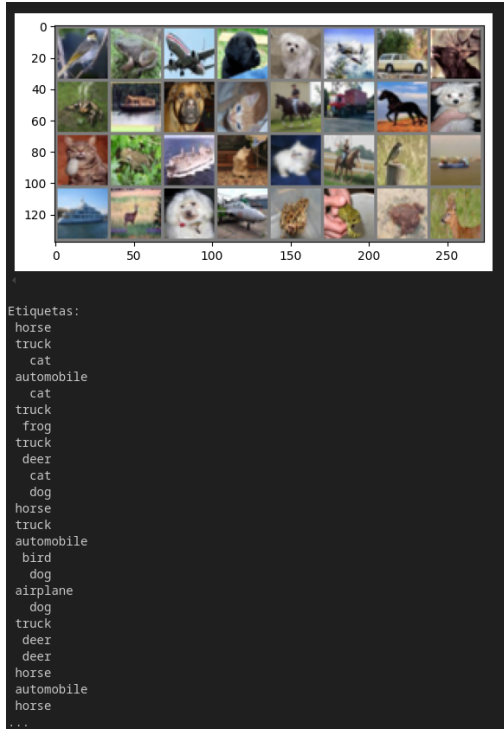 0
20
40
60
80
100
120
0 50 100 150 200 250
Etiquetas:
horse
truck
cat
automobile
cat
truck
frog
truck
deer
cat
dog
horse
truck
automobile
bird
dog
airplane
dog
truck
deer
deer
horse
automobile
horse
...